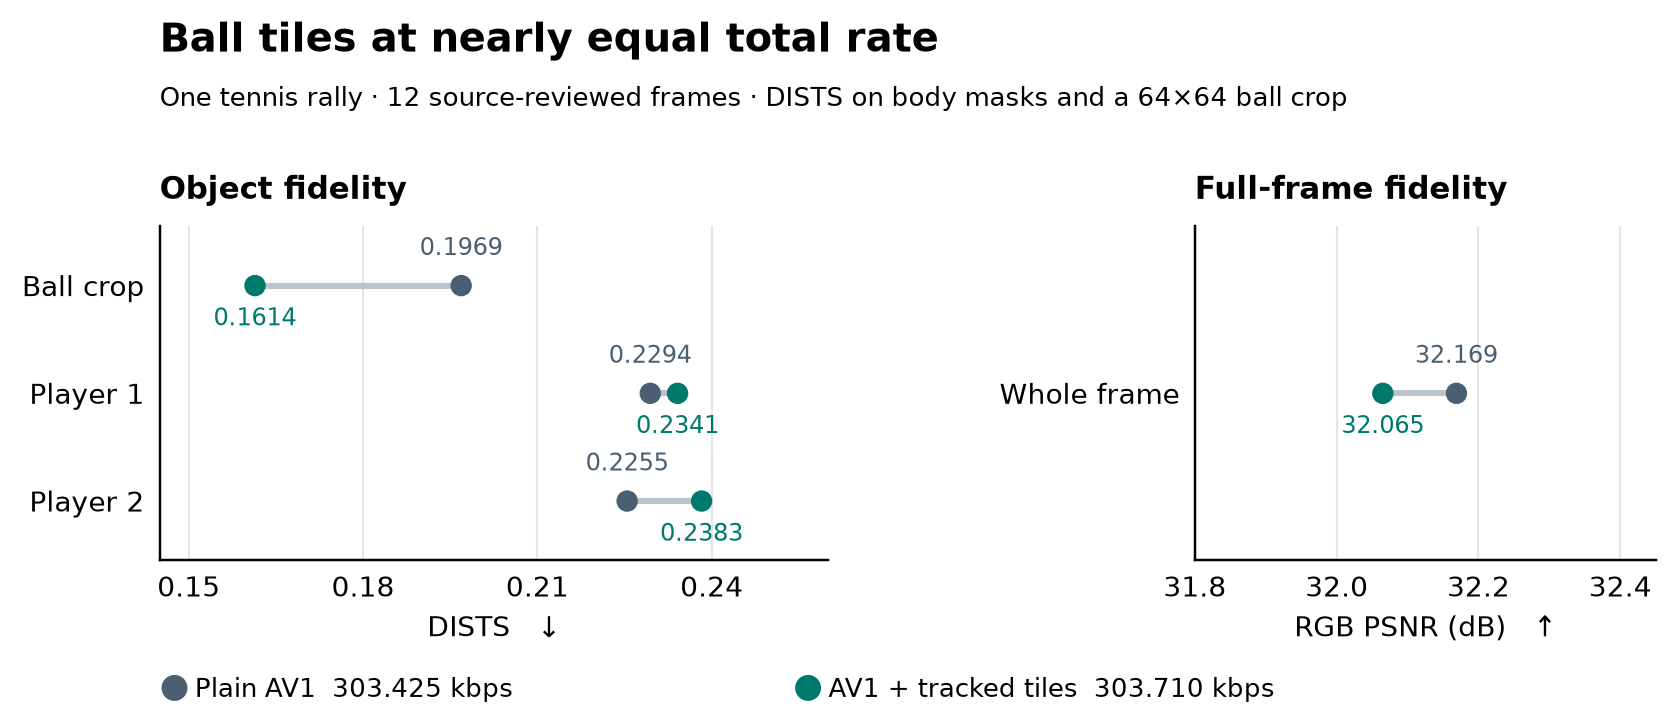 Ball tiles at nearly equal total rate
One tennis rally · 12 source-reviewed frames · DISTS on body masks and a 64×64 ball crop
Object fidelity
0.1969
Ball crop
0.1614
0.2294
Player 1
0.2341
0.2255
Player 2
0.2383
0.15 0.18 0.21 0.24
DISTS ↓
Full-frame fidelity
32.169
Whole frame
32.065
31.8 32.0 32.2 32.4
RGB PSNR (dB) ↑
Plain AV1 303.425 kbps
AV1 + tracked tiles 303.710 kbps